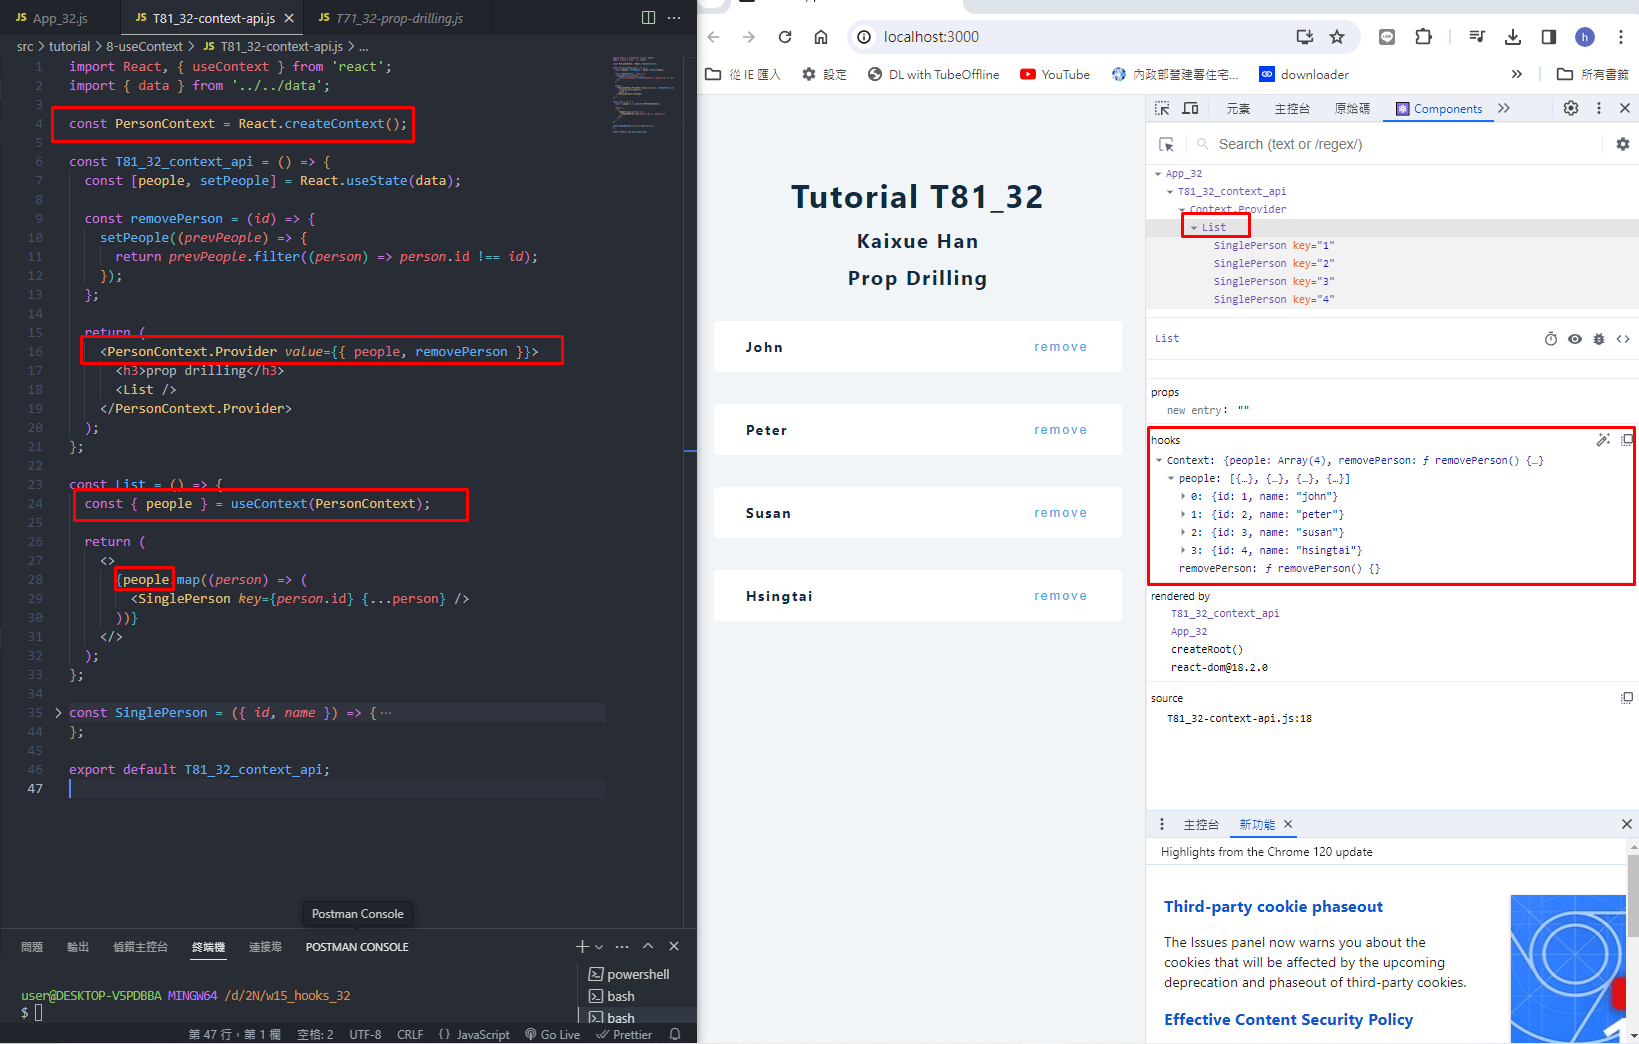 JS App_32.js
JS T81_32-context-api.js
JS T71_32-prop-drilling.js
src > tutorial > 8-useContext > JS T81_32-context-api.js > ...
1 import React, { useContext } from 'react';
2 import { data } from '../../data';
3
4 const PersonContext = React.createContext();
5
6 const T81_32_context_api = () => {
7 const [people, setPeople] = React.useState(data);
8
9 const removePerson = (id) => {
10 setPeople((prevPeople) => {
11 return prevPeople.filter((person) => person.id !== id);
12 });
13 };
14
15 return (
16 <PersonContext.Provider value={{ people, removePerson }}>
17 <h3>prop drilling</h3>
18 <List />
19 </PersonContext.Provider>
20 );
21 };
22
23 const List = () => {
24 const { people } = useContext(PersonContext);
25
26 return (
27 <>
28 {people.map((person) => (
29 <SinglePerson key={person.id} {...person} />
30 ))}
31 </>
32 );
33 };
34
35 const SinglePerson = ({ id, name }) => {···
44 };
45
46 export default T81_32_context_api;
47
Postman Console
問題 輸出 偵錯主控台 終端機 連接埠 POSTMAN CONSOLE
powershell
bash
bash
user@DESKTOP-V5PDBBA MINGW64 /d/2N/w15_hooks_32
$
第 47 行，第 1 欄 空格: 2 UTF-8 CRLF {} JavaScript Go Live Prettier
localhost:3000
h
從 IE 匯入 設定 DL with TubeOffline YouTube 內政部營建署住宅... downloader » 所有書籤
Tutorial T81_32
Kaixue Han
Prop Drilling
John remove
Peter remove
Susan remove
Hsingtai remove
元素 主控台 原始碼 Components
Search (text or /regex/)
App_32
T81_32_context_api
Context.Provider
List
SinglePerson key="1"
SinglePerson key="2"
SinglePerson key="3"
SinglePerson key="4"
List
props
new entry: ""
hooks
Context: {people: Array(4), removePerson: ƒ removePerson() {…}
people: [{…}, {…}, {…}, {…}]
0: {id: 1, name: "john"}
1: {id: 2, name: "peter"}
2: {id: 3, name: "susan"}
3: {id: 4, name: "hsingtai"}
removePerson: ƒ removePerson() {}
rendered by
T81_32_context_api
App_32
createRoot()
react-dom@18.2.0
source
T81_32-context-api.js:18
主控台 新功能
Highlights from the Chrome 120 update
Third-party cookie phaseout
The Issues panel now warns you about the
cookies that will be affected by the upcoming
deprecation and phaseout of third-party cookies.
Effective Content Security Policy